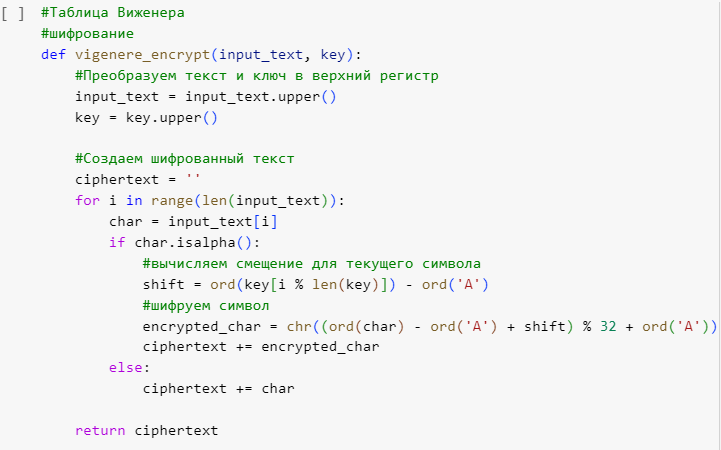 [ ] #Таблица Виженера
#шифрование
def vigenere_encrypt(input_text, key):
    #Преобразуем текст и ключ в верхний регистр
    input_text = input_text.upper()
    key = key.upper()

    #Создаем шифрованный текст
    ciphertext = ''
    for i in range(len(input_text)):
        char = input_text[i]
        if char.isalpha():
            #вычисляем смещение для текущего символа
            shift = ord(key[i % len(key)]) - ord('А')
            #шифруем символ
            encrypted_char = chr((ord(char) - ord('А') + shift) % 32 + ord('А'))
            ciphertext += encrypted_char
        else:
            ciphertext += char

    return ciphertext